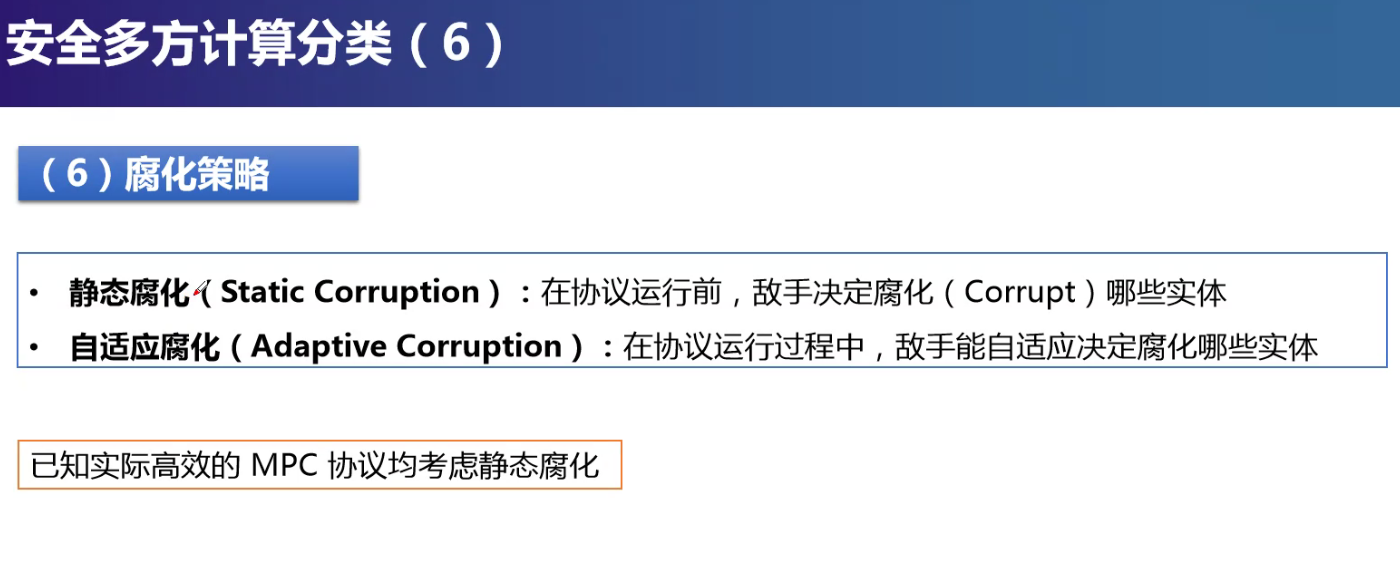 安全多方计算分类（6）
（6）腐化策略
• 静态腐化（Static Corruption）：在协议运行前，敌手决定腐化（Corrupt）哪些实体
• 自适应腐化（Adaptive Corruption）：在协议运行过程中，敌手能自适应决定腐化哪些实体
已知实际高效的 MPC 协议均考虑静态腐化